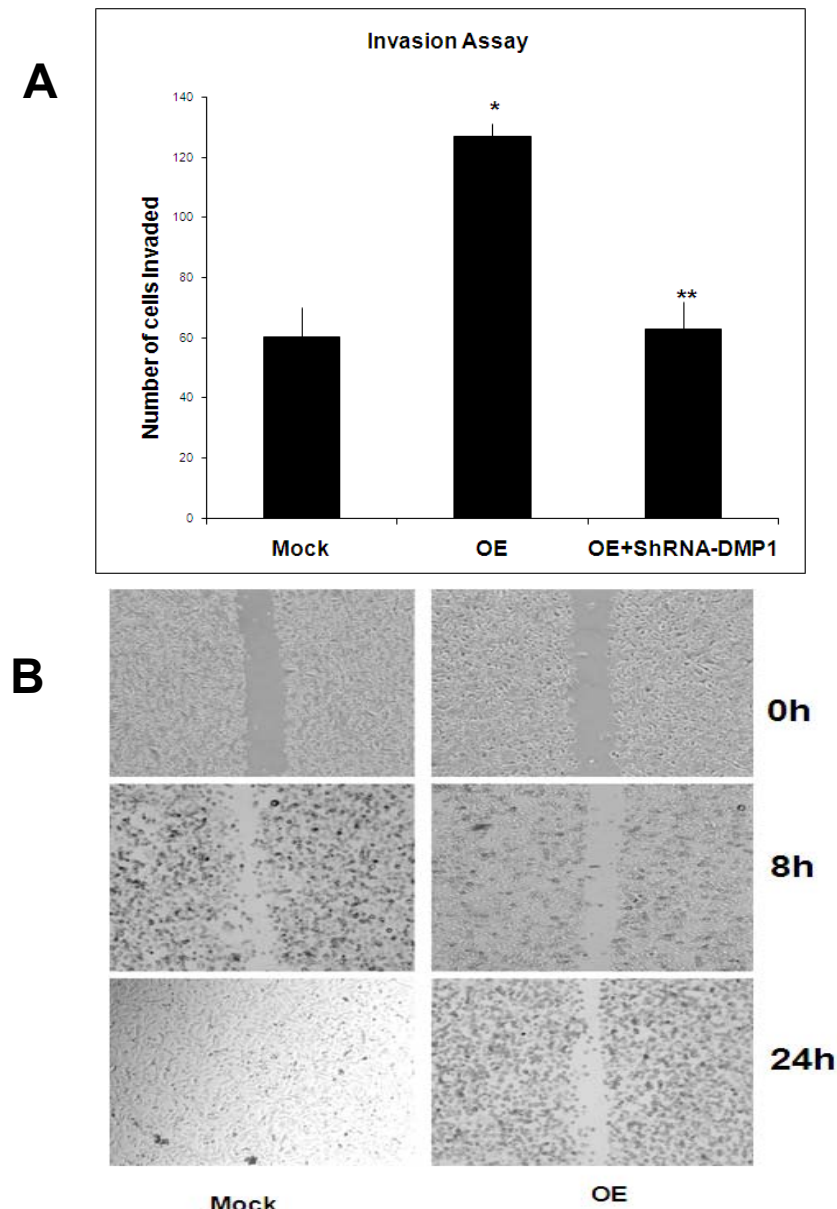 A
Invasion Assay
Number of cells Invaded
140
120
100
80
60
40
20
0
*
**
Mock OE OE+ShRNA-DMP1
B
0h
8h
24h
Mock OE